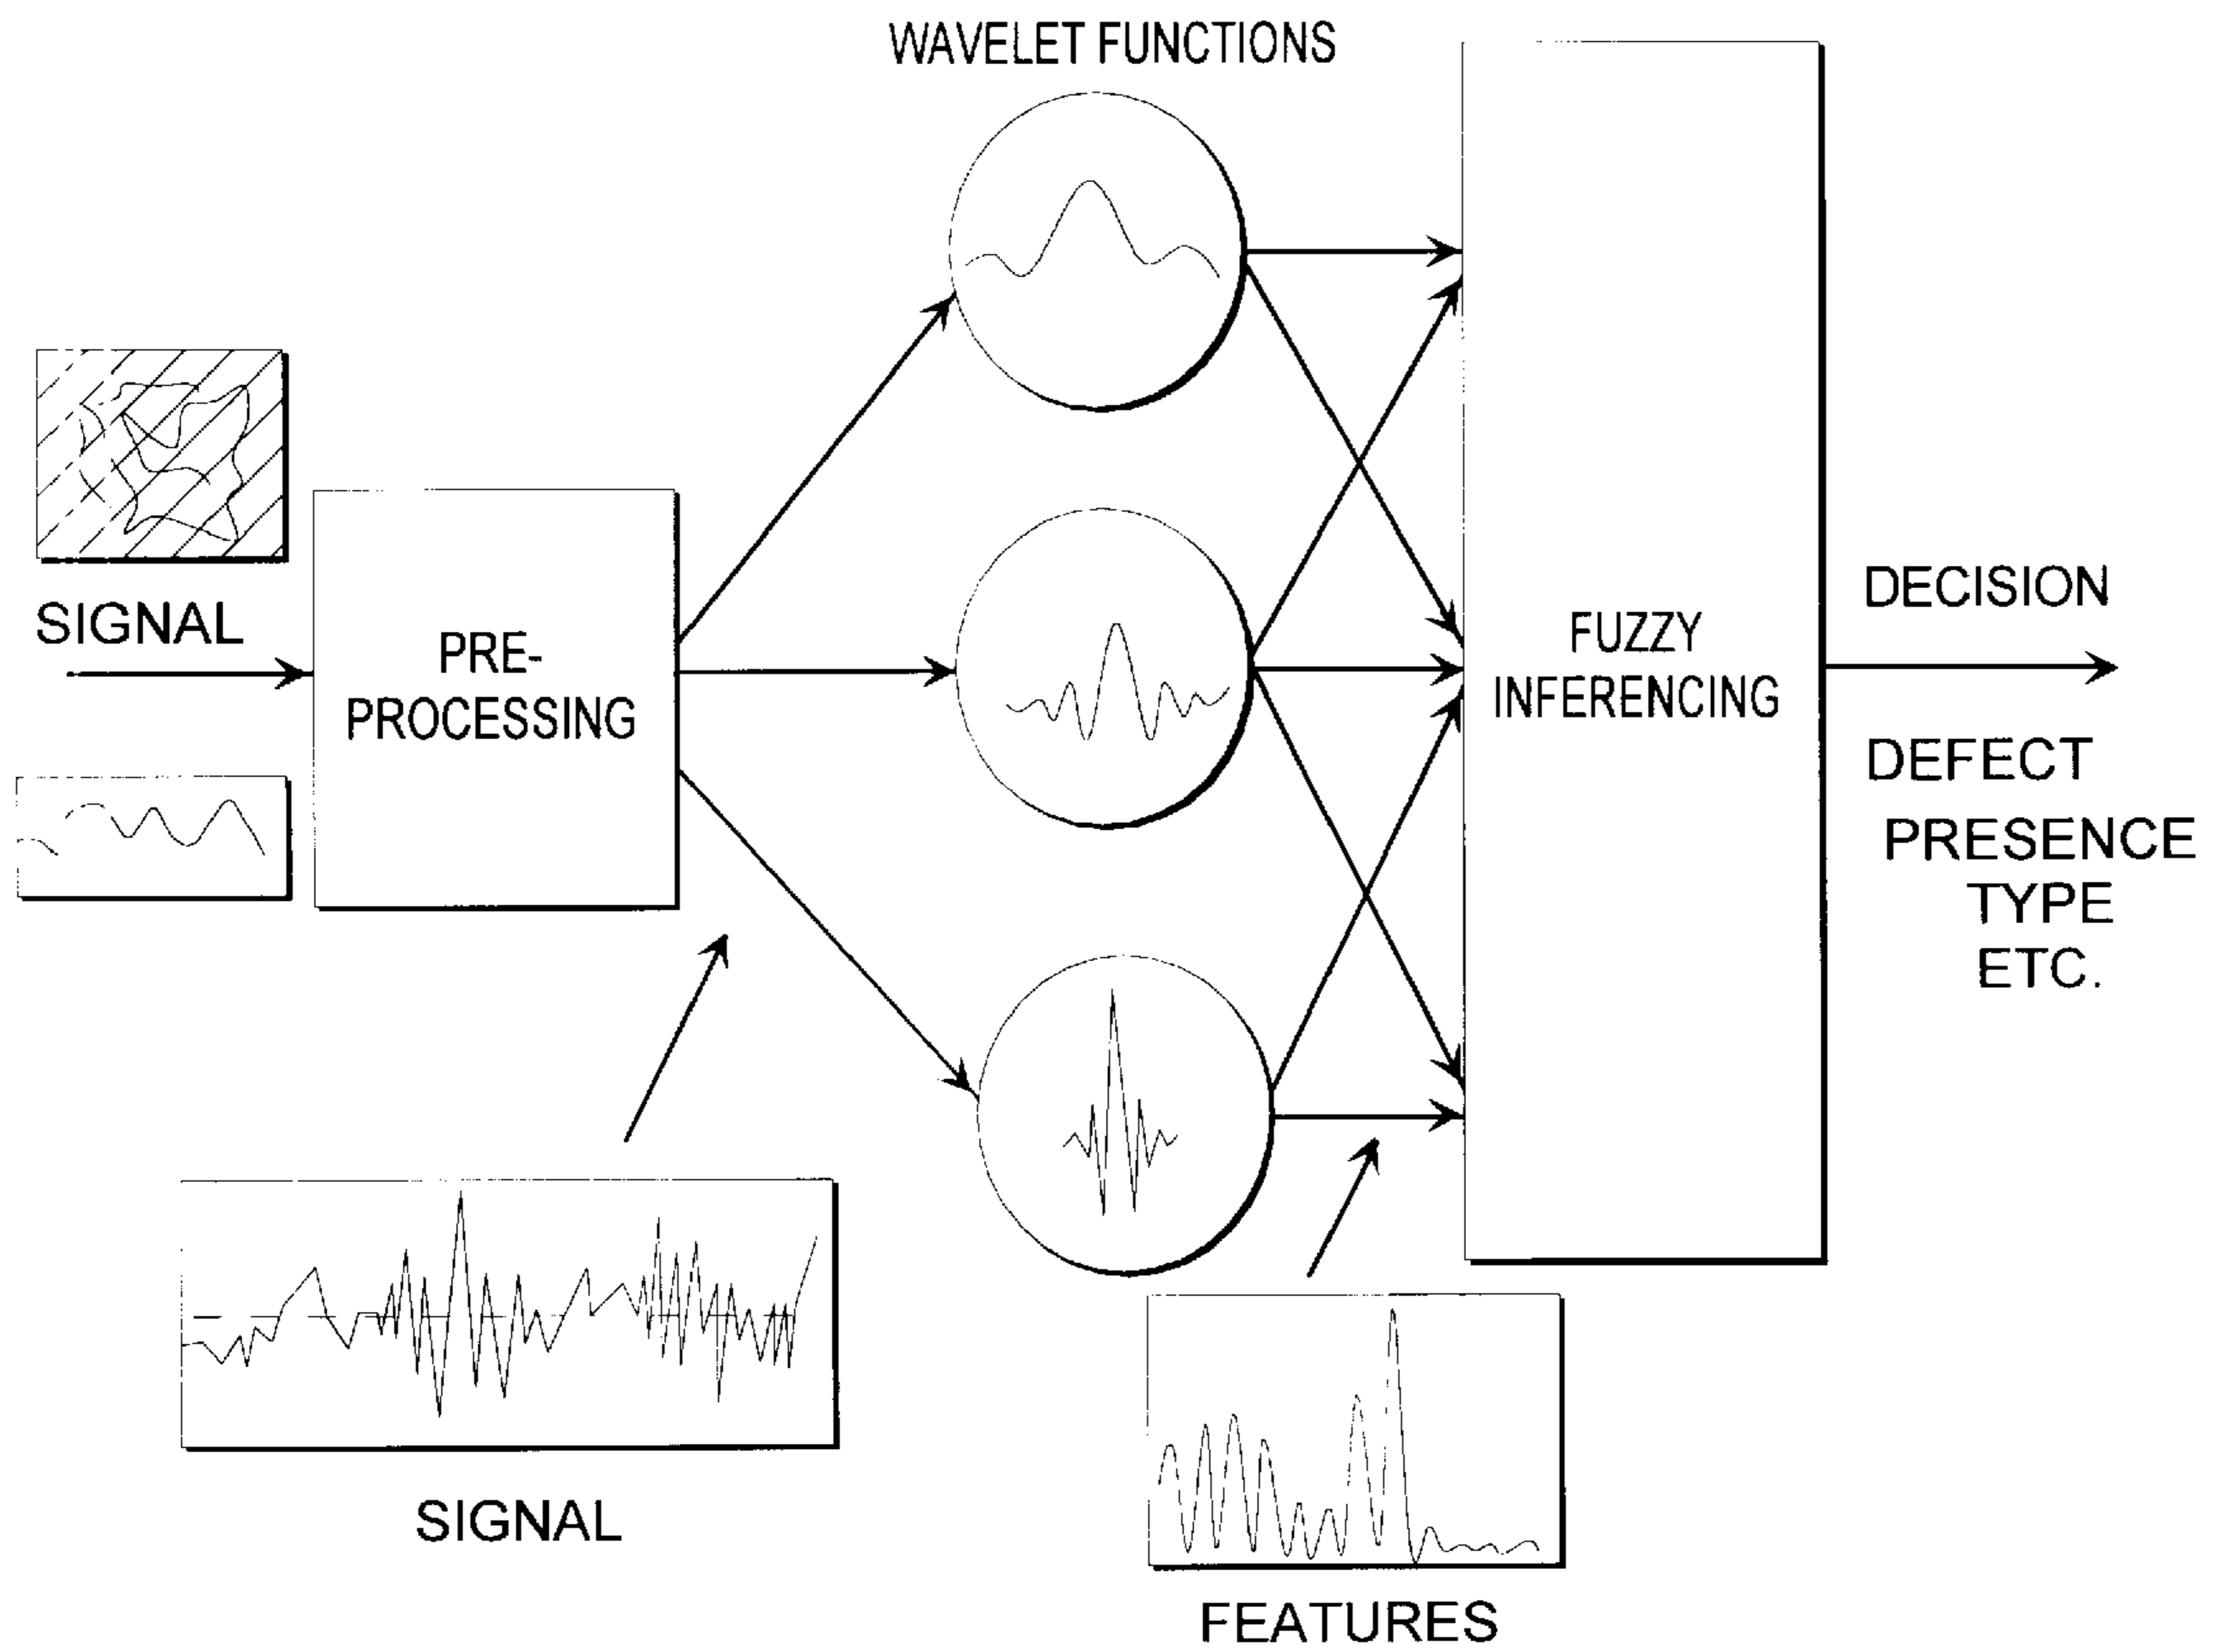 WAVELET FUNCTIONS
SIGNAL
PRE-
PROCESSING
FUZZY
INFERENCING
DECISION
DEFECT
PRESENCE
TYPE
ETC.
SIGNAL
FEATURES